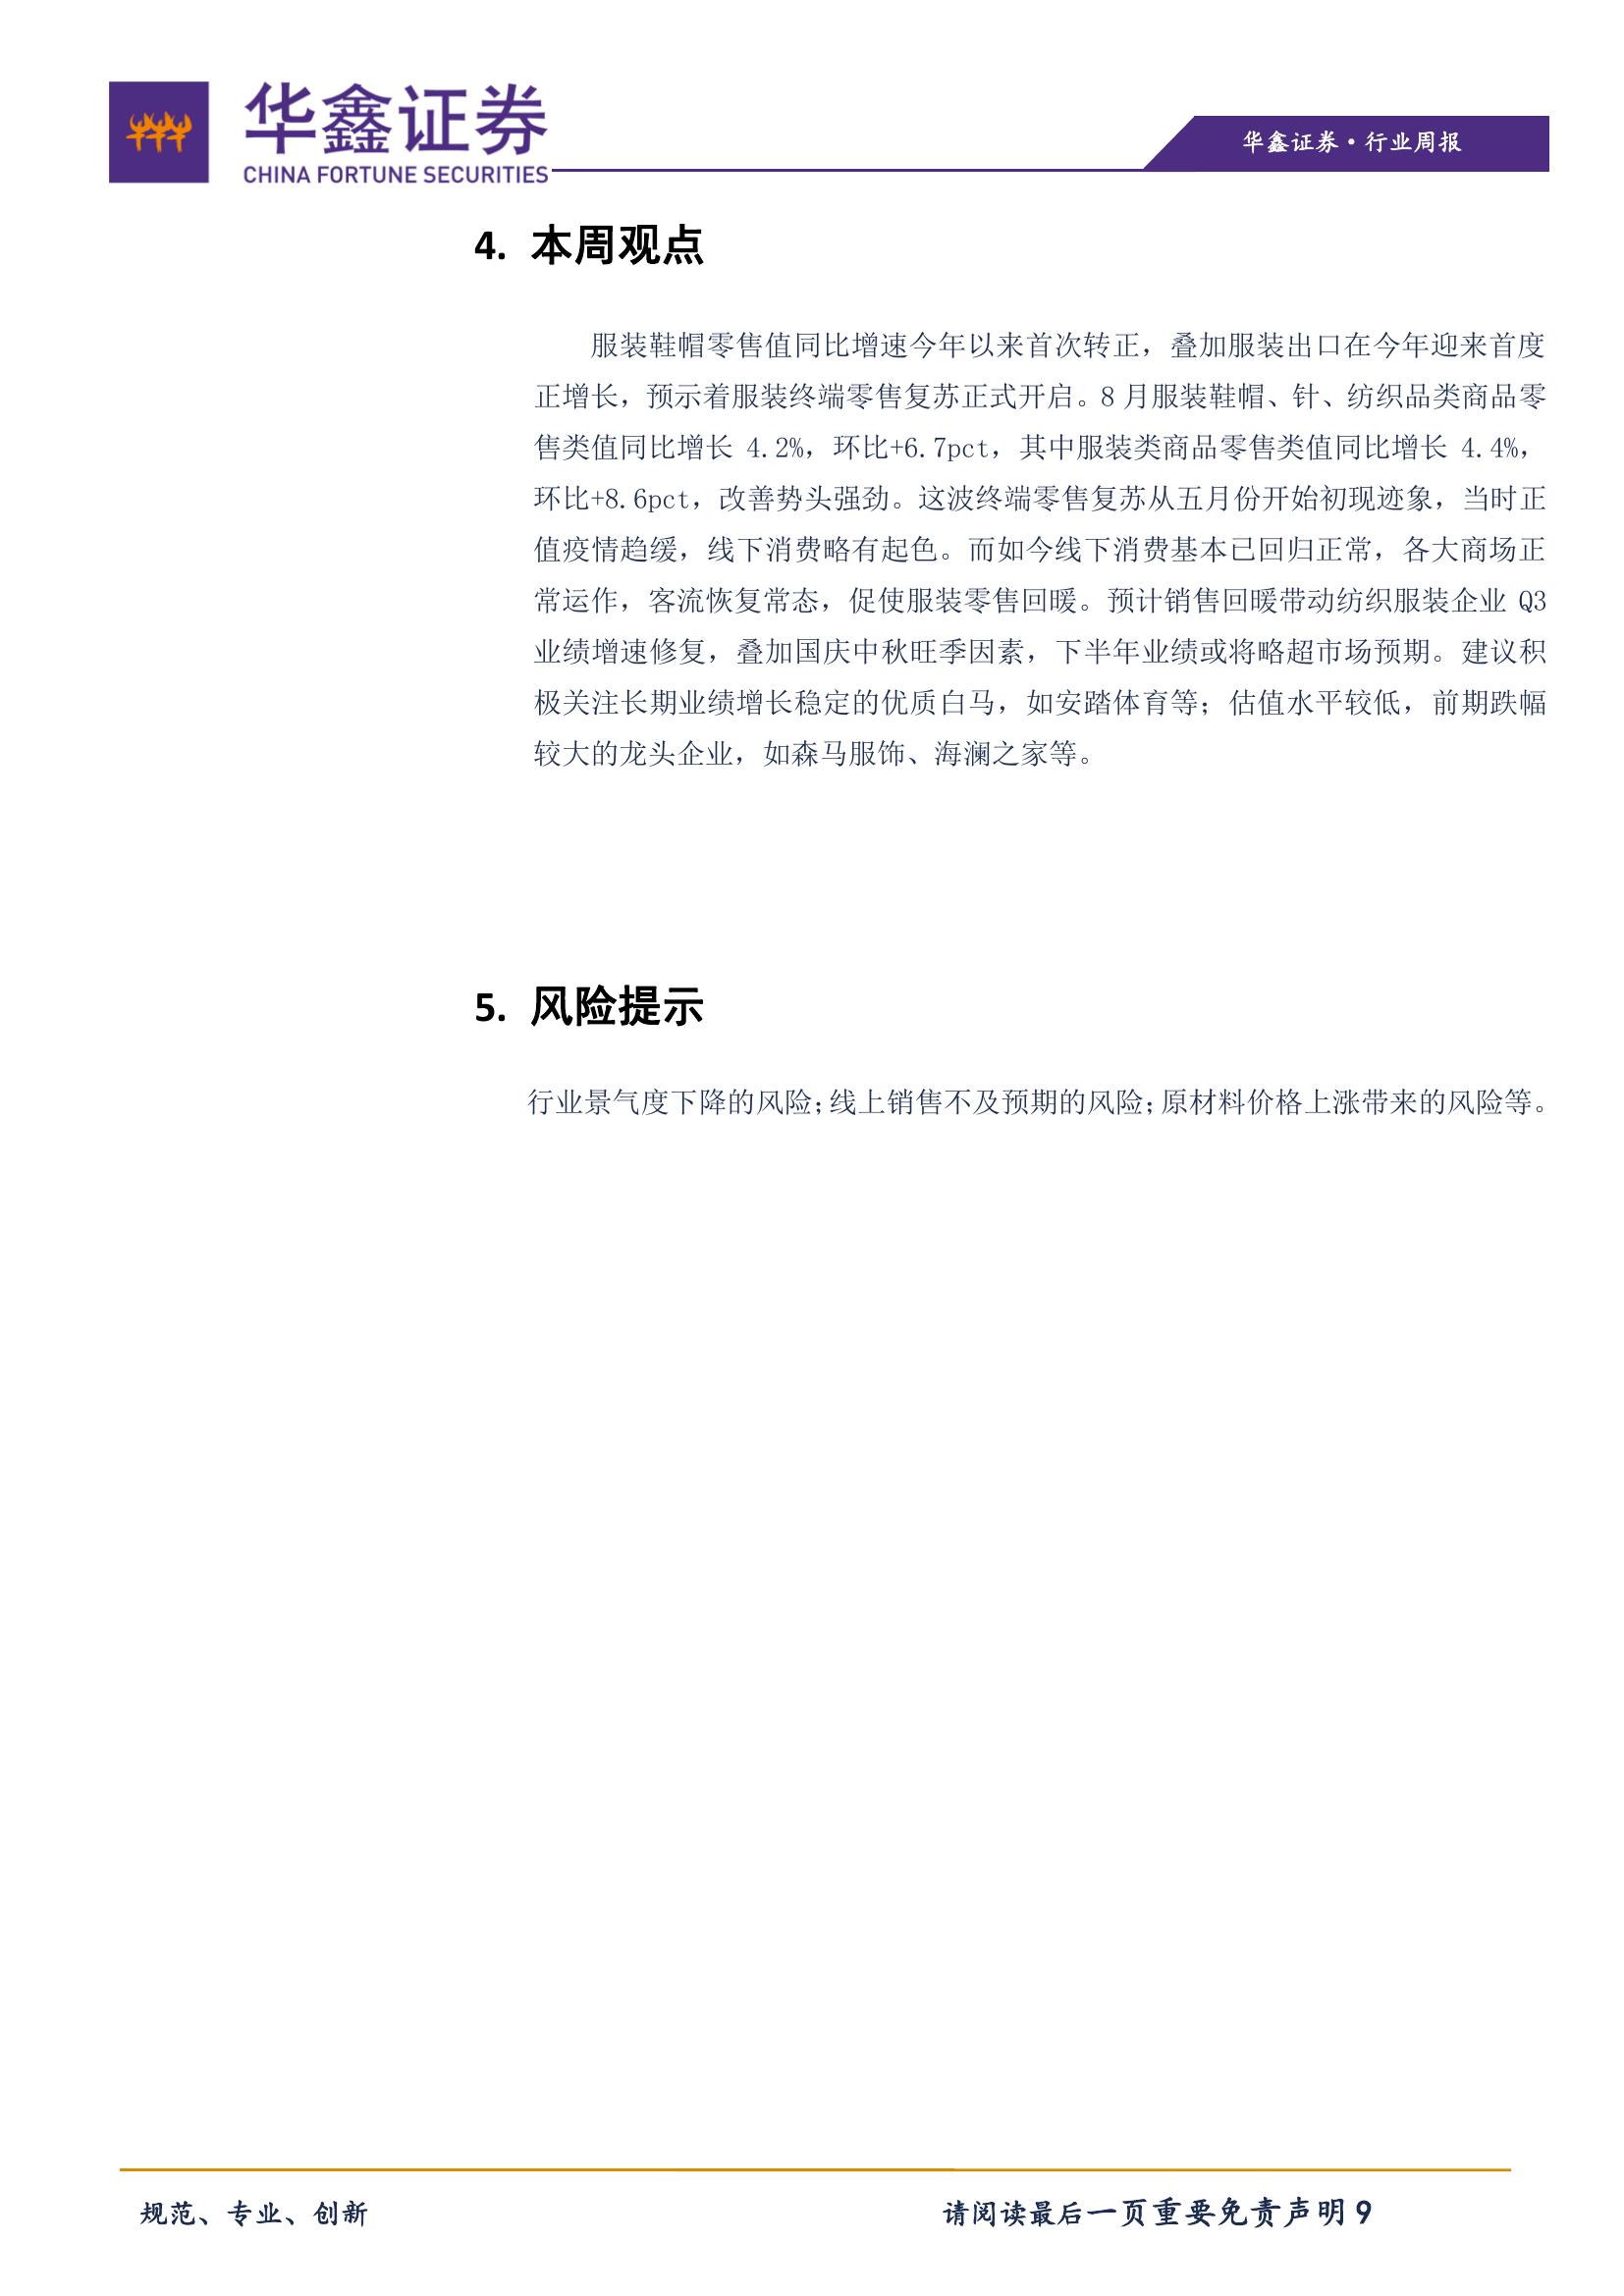 华鑫证券
CHINA FORTUNE SECURITIES
华鑫证券·行业周报
4. 本周观点
服装鞋帽零售值同比增速今年以来首次转正，叠加服装出口在今年迎来首度
正增长，预示着服装终端零售复苏正式开启。8 月服装鞋帽、针、纺织品类商品零
售类值同比增长 4.2%，环比+6.7pct，其中服装类商品零售类值同比增长 4.4%，
环比+8.6pct，改善势头强劲。这波终端零售复苏从五月份开始初现迹象，当时正
值疫情趋缓，线下消费略有起色。而如今线下消费基本已回归正常，各大商场正
常运作，客流恢复常态，促使服装零售回暖。预计销售回暖带动纺织服装企业 Q3
业绩增速修复，叠加国庆中秋旺季因素，下半年业绩或将略超市场预期。建议积
极关注长期业绩增长稳定的优质白马，如安踏体育等；估值水平较低，前期跌幅
较大的龙头企业，如森马服饰、海澜之家等。
5. 风险提示
行业景气度下降的风险；线上销售不及预期的风险；原材料价格上涨带来的风险等。
规范、专业、创新
请阅读最后一页重要免责声明 9